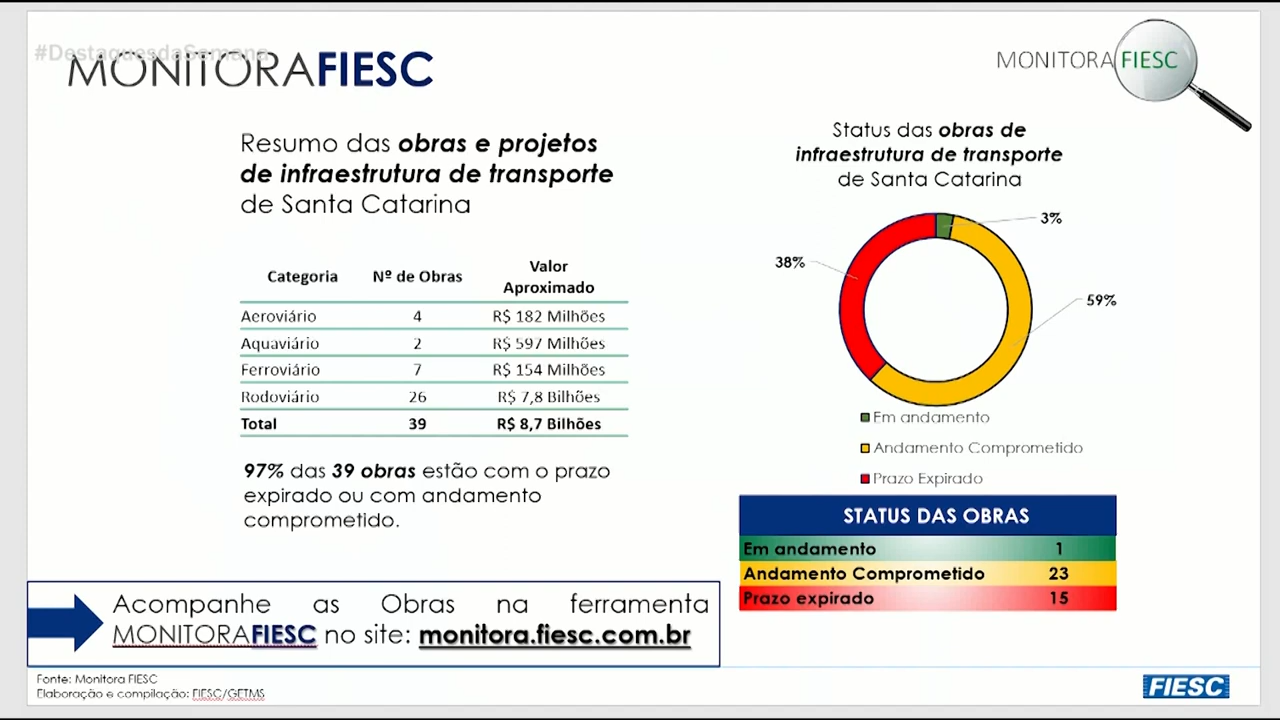 #DestaquesdaSemana
MONITORAFIESC
MONITORA FIESC
Resumo das obras e projetos
de infraestrutura de transporte
de Santa Catarina
Categoria Nº de Obras Valor Aproximado
Aeroviário 4 R$ 182 Milhões
Aquaviário 2 R$ 597 Milhões
Ferroviário 7 R$ 154 Milhões
Rodoviário 26 R$ 7,8 Bilhões
Total 39 R$ 8,7 Bilhões
97% das 39 obras estão com o prazo
expirado ou com andamento
comprometido.
Status das obras de
infraestrutura de transporte
de Santa Catarina
3%
38%
59%
Em andamento
Andamento Comprometido
Prazo Expirado
STATUS DAS OBRAS
Em andamento 1
Andamento Comprometido 23
Prazo expirado 15
Acompanhe as Obras na ferramenta
MONITORAFIESC no site: monitora.fiesc.com.br
Fonte: Monitora FIESC
Elaboração e compilação: FIESC/GETMS
FIESC